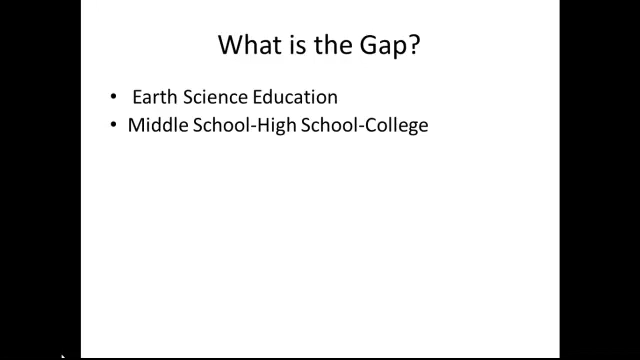 What is the Gap?
• Earth Science Education
• Middle School-High School-College